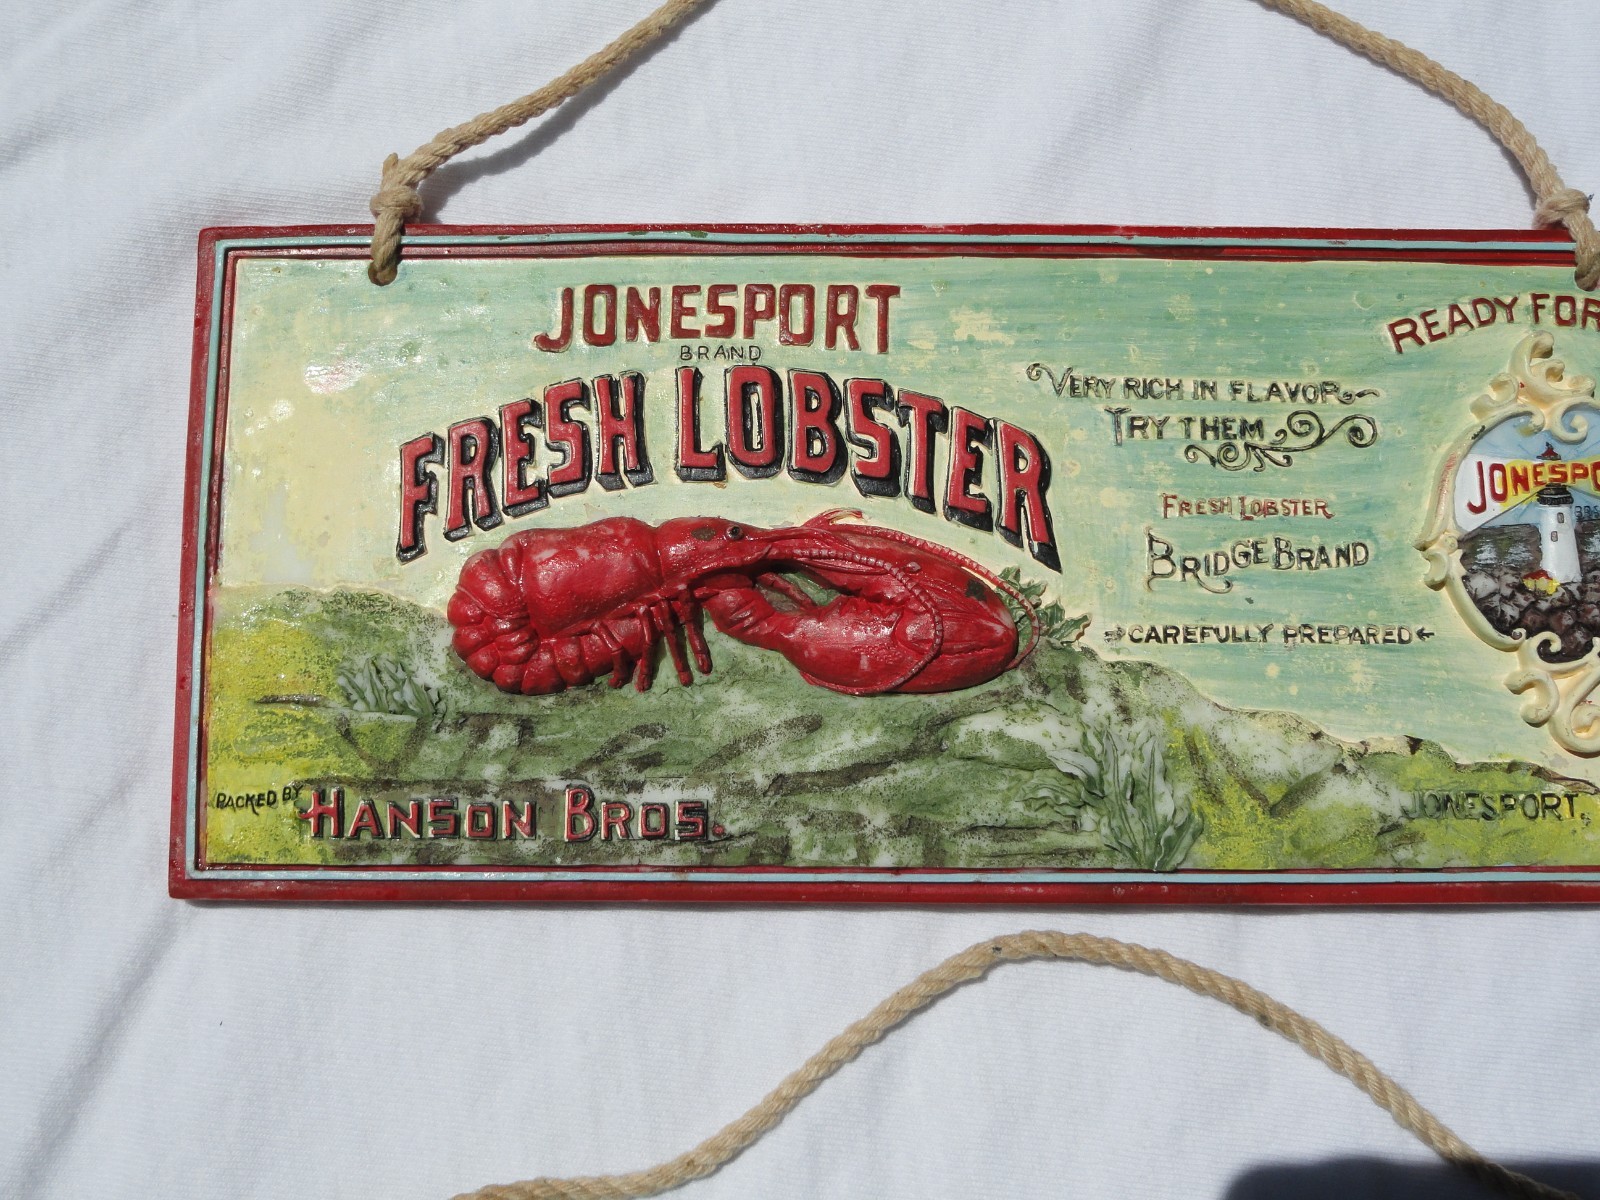 JONESPORT
BRAND
FRESH LOBSTER
PACKED BY HANSON BROS.
VERY RICH IN FLAVOR
TRY THEM
FRESH LOBSTER
BRIDGE BRAND
CAREFULLY PREPARED
READY FOR
JONESPO
JONESPORT,